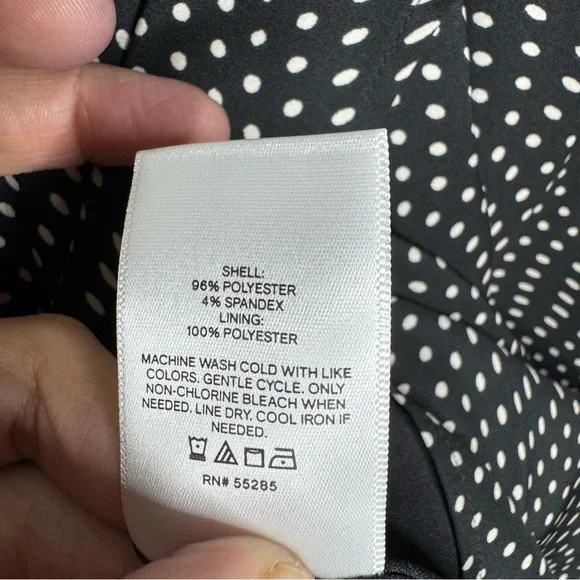 SHELL:
96% POLYESTER
4% SPANDEX
LINING:
100% POLYESTER
MACHINE WASH COLD WITH LIKE
COLORS. GENTLE CYCLE. ONLY
NON-CHLORINE BLEACH WHEN
NEEDED. LINE DRY. COOL IRON IF
NEEDED.
RN# 55285